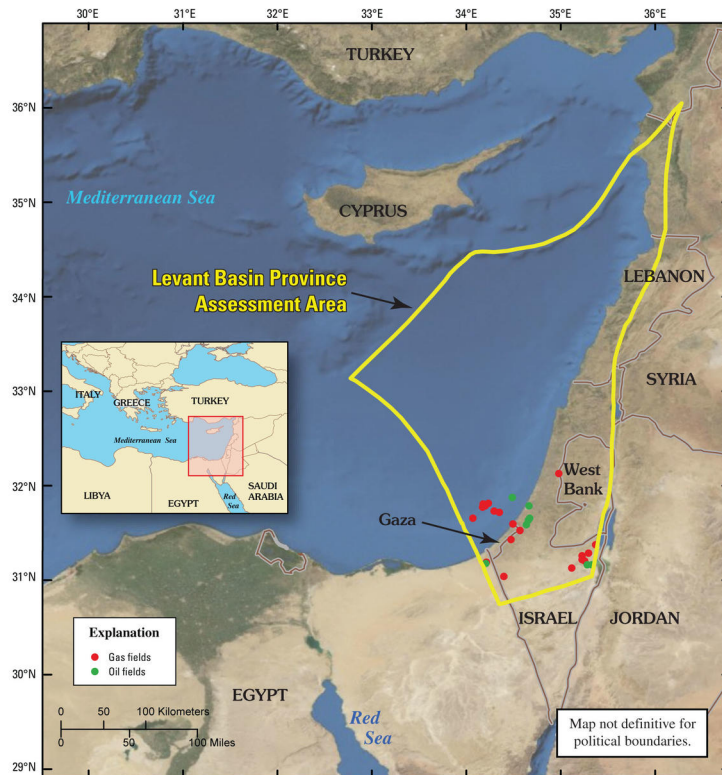 30°E 31°E 32°E 33°E 34°E 35°E 36°E
TURKEY
36°N
35°N
Mediterranean Sea
CYPRUS
Levant Basin Province
Assessment Area
34°N
LEBANON
33°N
SYRIA
ITALY
GREECE
TURKEY
Mediterranean Sea
LIBYA
EGYPT
Red
Sea
SAUDI
ARABIA
32°N
West
Bank
Gaza
31°N
ISRAEL
JORDAN
Explanation
Gas fields
Oil fields
30°N
EGYPT
0 50 100 Kilometers
0 50 100 Miles
Red
Sea
Map not definitive for
political boundaries.
29°N